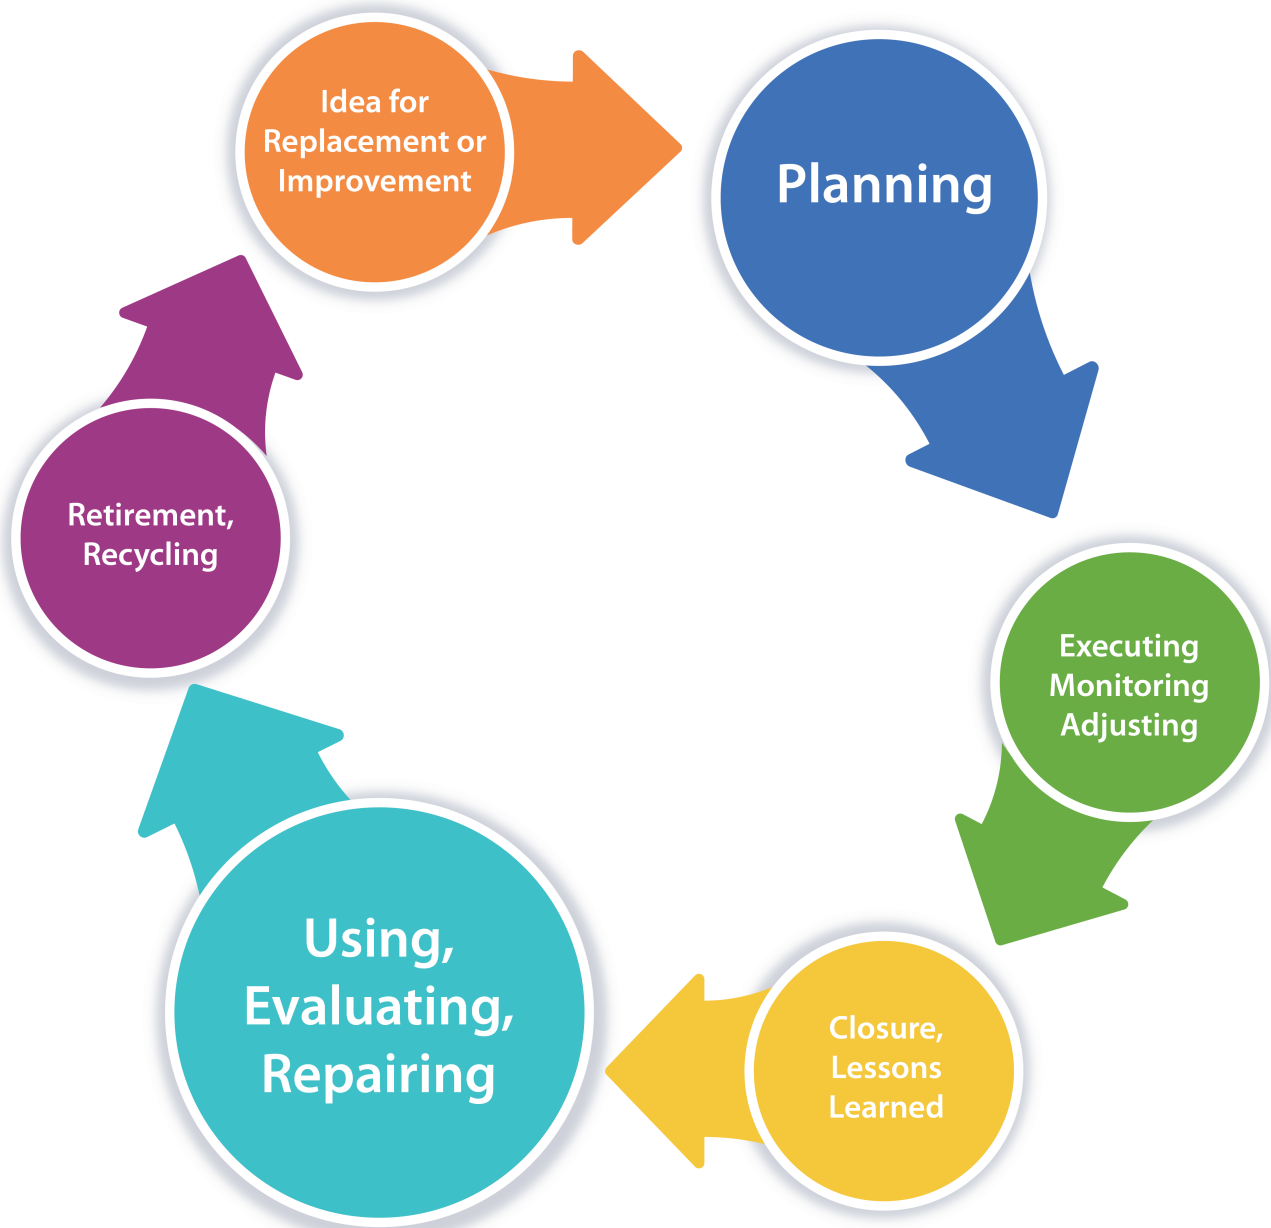 Idea for
Replacement or
Improvement
Planning
Executing
Monitoring
Adjusting
Closure,
Lessons
Learned
Using,
Evaluating,
Repairing
Retirement,
Recycling